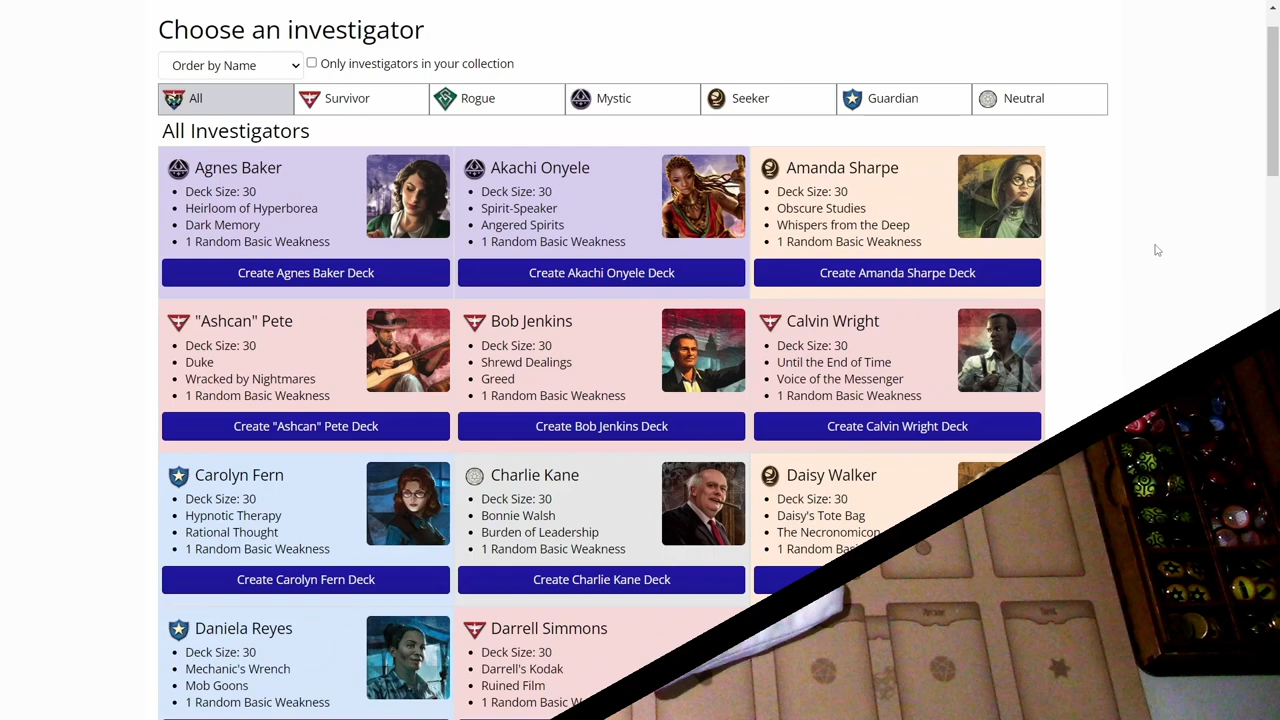 Choose an investigator
Order by Name
Only investigators in your collection
All
Survivor
Rogue
Mystic
Seeker
Guardian
Neutral
All Investigators
Agnes Baker
Deck Size: 30
Heirloom of Hyperborea
Dark Memory
1 Random Basic Weakness
Create Agnes Baker Deck
Akachi Onyele
Deck Size: 30
Spirit-Speaker
Angered Spirits
1 Random Basic Weakness
Create Akachi Onyele Deck
Amanda Sharpe
Deck Size: 30
Obscure Studies
Whispers from the Deep
1 Random Basic Weakness
Create Amanda Sharpe Deck
"Ashcan" Pete
Deck Size: 30
Duke
Wracked by Nightmares
1 Random Basic Weakness
Create "Ashcan" Pete Deck
Bob Jenkins
Deck Size: 30
Shrewd Dealings
Greed
1 Random Basic Weakness
Create Bob Jenkins Deck
Calvin Wright
Deck Size: 30
Until the End of Time
Voice of the Messenger
1 Random Basic Weakness
Create Calvin Wright Deck
Carolyn Fern
Deck Size: 30
Hypnotic Therapy
Rational Thought
1 Random Basic Weakness
Create Carolyn Fern Deck
Charlie Kane
Deck Size: 30
Bonnie Walsh
Burden of Leadership
1 Random Basic Weakness
Create Charlie Kane Deck
Daisy Walker
Deck Size: 30
Daisy's Tote Bag
The Necronomicon
1 Random Bas
Daniela Reyes
Deck Size: 30
Mechanic's Wrench
Mob Goons
1 Random Basic Weakness
Darrell Simmons
Deck Size: 30
Darrell's Kodak
Ruined Film
1 Random Basic W